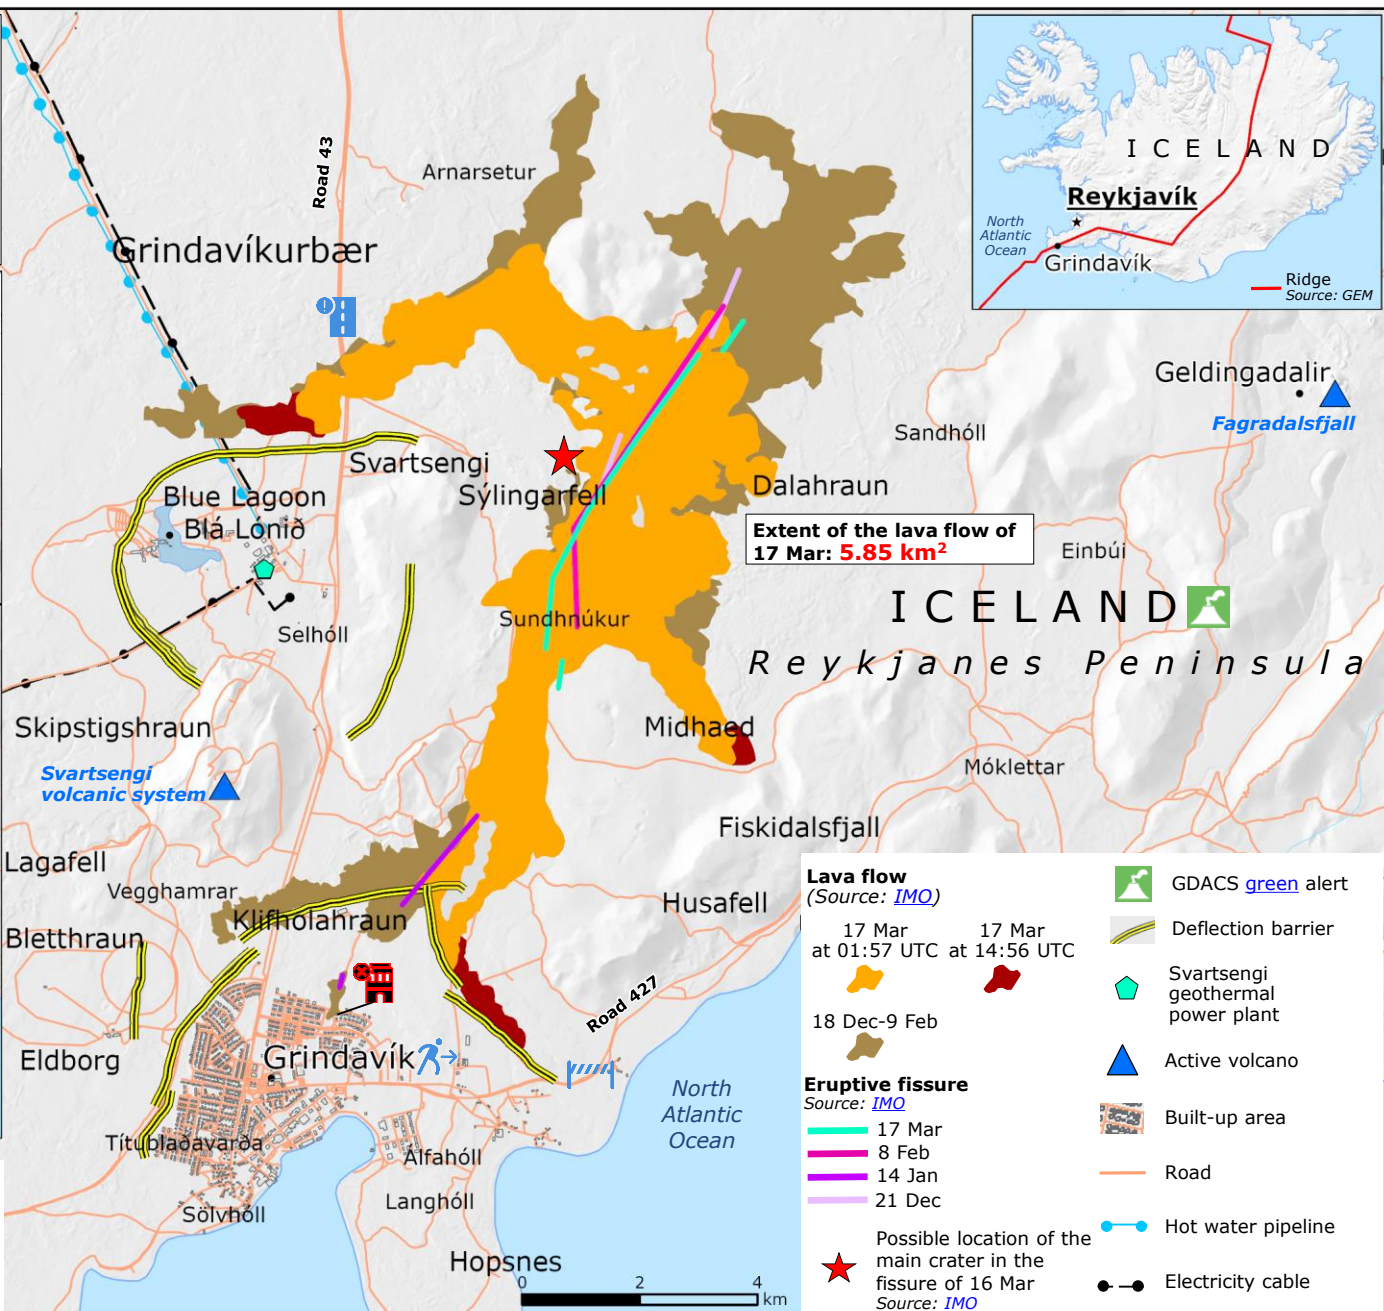 Road 43
Arnarsetur
Grindavíkurbær
ICELAND
Reykjavík
North
Atlantic
Ocean
Grindavík
Ridge
Source: GEM
Geldingadalir
Fagradalsfjall
Sandhóll
Svartsengi
Sýlingarfell
Dalahraun
Blue Lagoon
Blá Lónið
Extent of the lava flow of
17 Mar: 5.85 km²
Einbúi
ICELAND
Sundhnúkur
Selhóll
Reykjanes Peninsula
Skipstigshraun
Midhaed
Svartsengi
volcanic system
Móklettar
Fiskidalsfjall
Lagafell
Vegghamrar
Husafell
Klifholahraun
Bletthraun
Road 427
Eldborg
Grindavík
North
Atlantic
Ocean
Títublaðavarða
Álfahóll
Langhóll
Sölvhóll
Hopsnes
0 2 4
km
Lava flow
(Source: IMO)
17 Mar
at 01:57 UTC
17 Mar
at 14:56 UTC
18 Dec-9 Feb
Eruptive fissure
Source: IMO
17 Mar
8 Feb
14 Jan
21 Dec
Possible location of the
main crater in the
fissure of 16 Mar
Source: IMO
GDACS green alert
Deflection barrier
Svartsengi
geothermal
power plant
Active volcano
Built-up area
Road
Hot water pipeline
Electricity cable